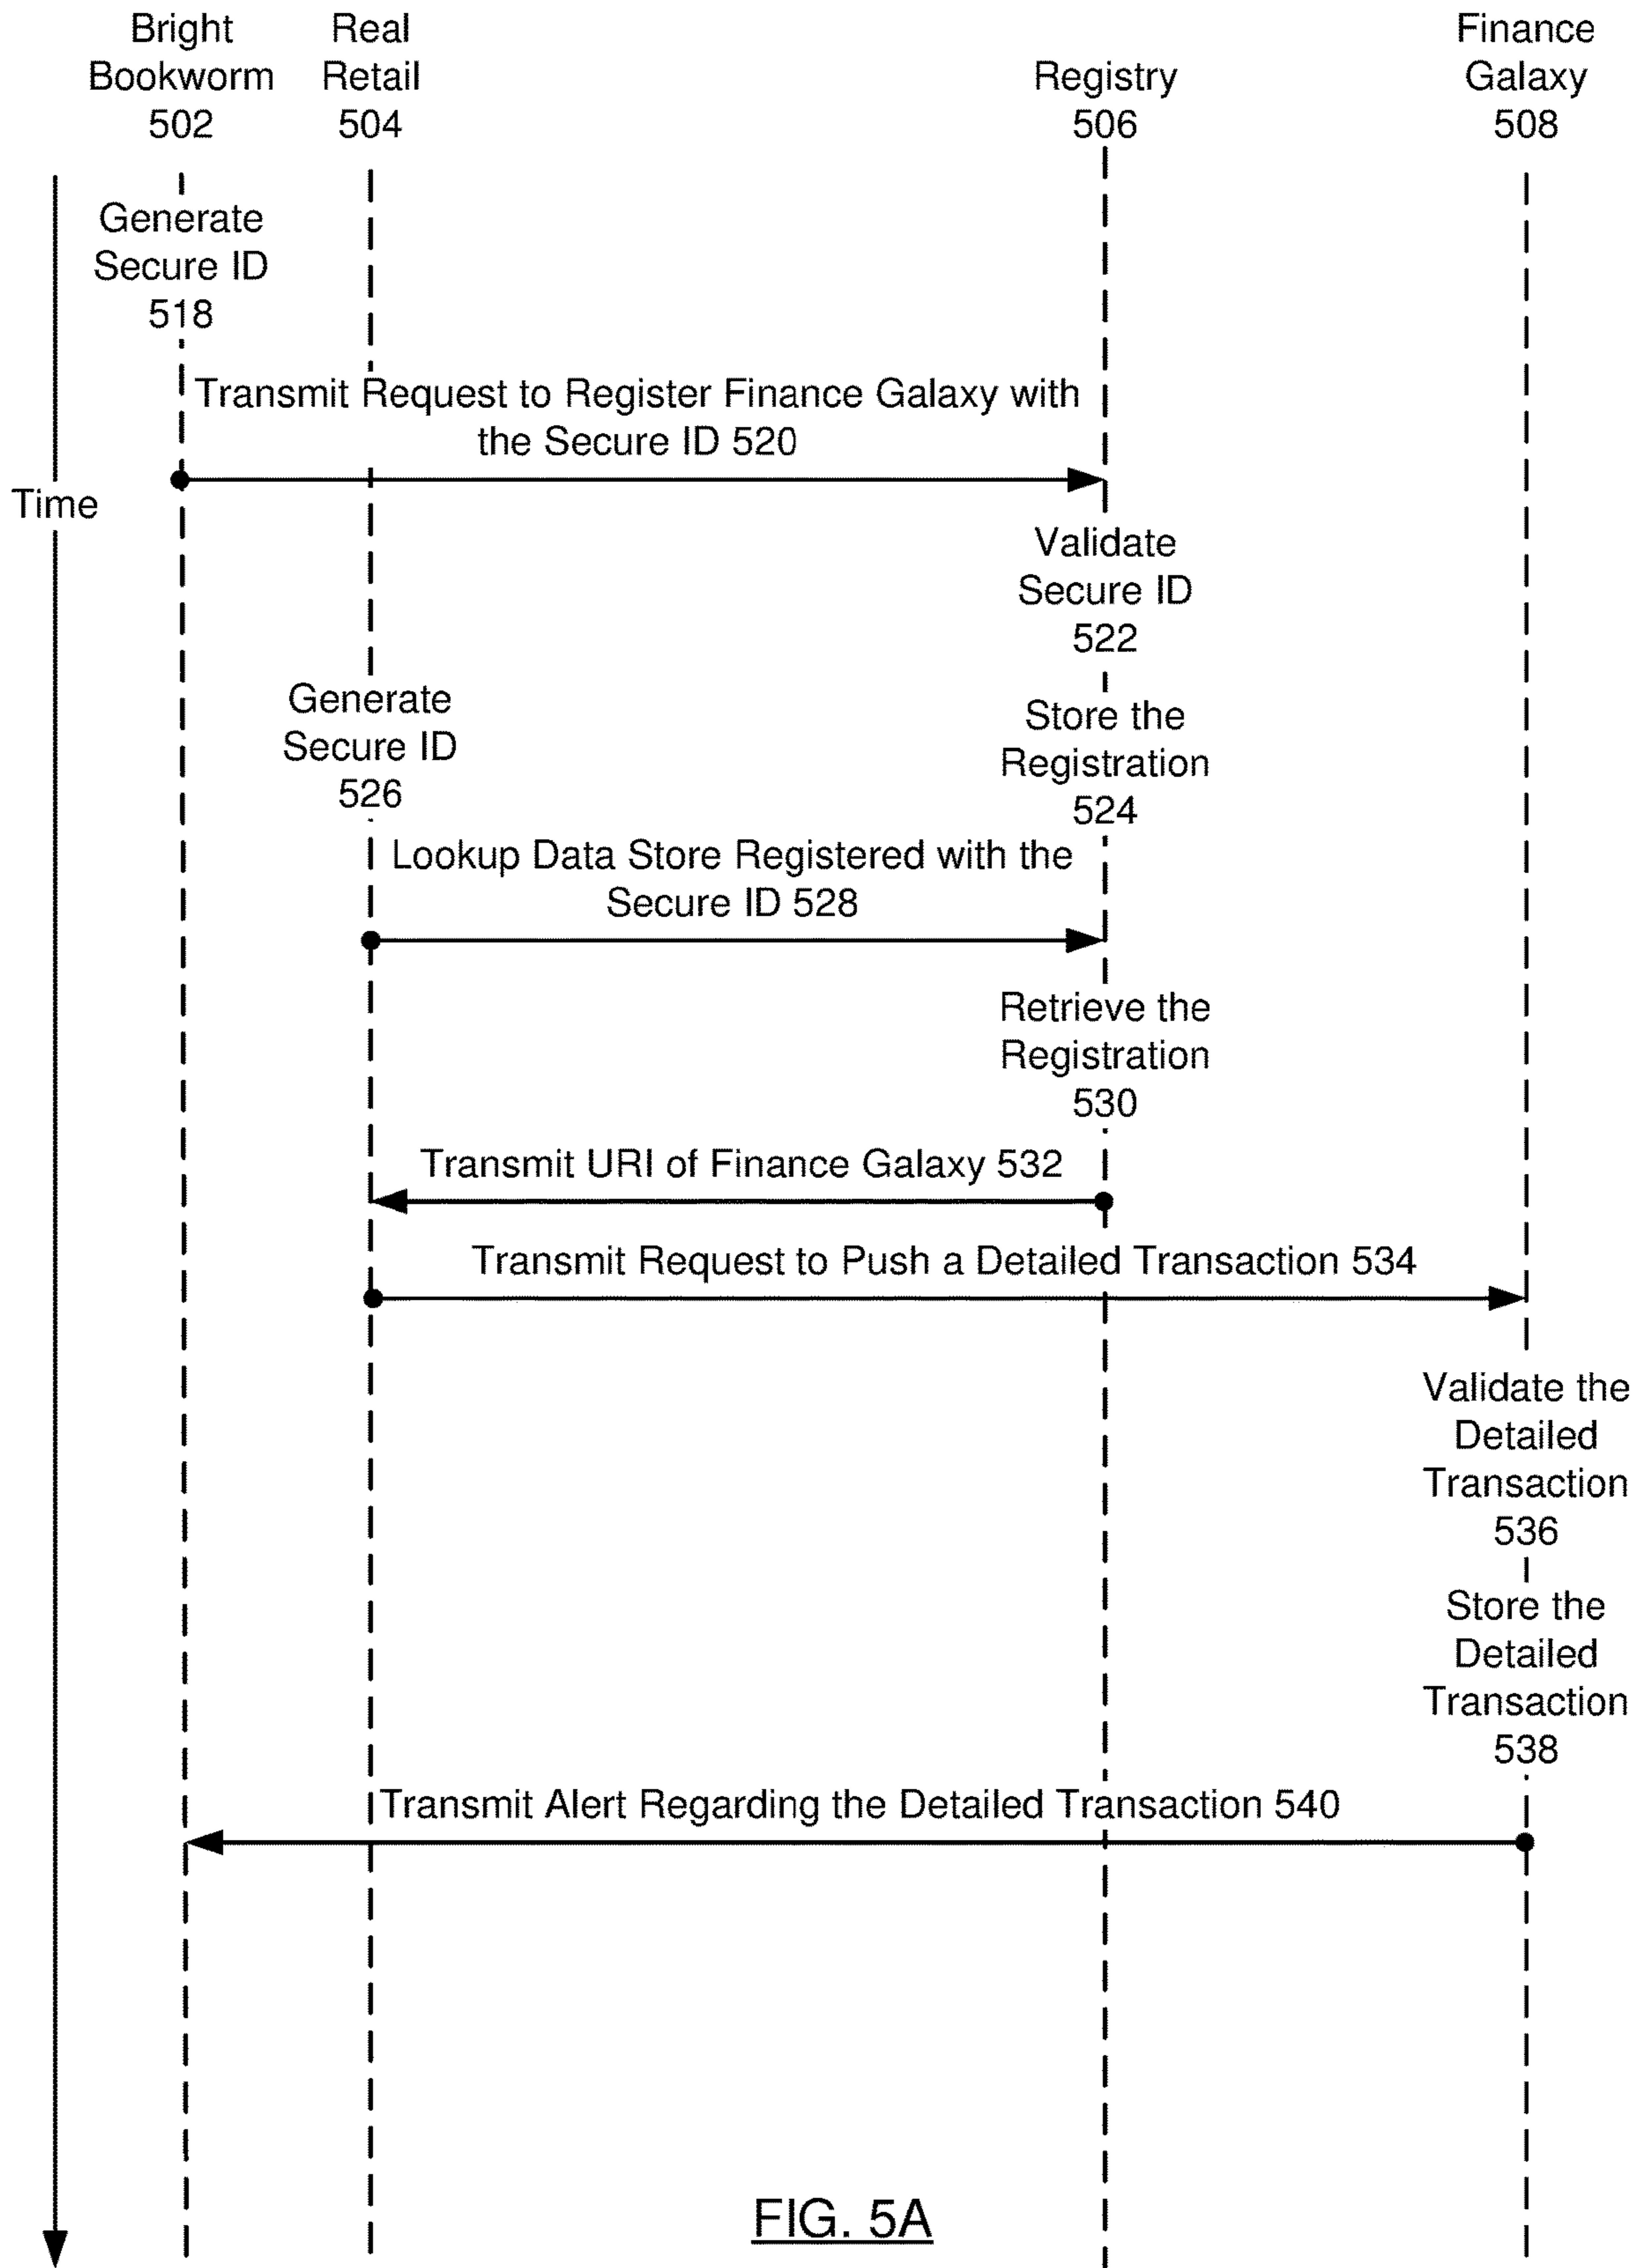 Bright
Bookworm
502
Real
Retail
504
Registry
506
Finance
Galaxy
508
Time
Generate
Secure ID
518
Transmit Request to Register Finance Galaxy with
the Secure ID 520
Validate
Secure ID
522
Generate
Secure ID
526
Store the
Registration
524
Lookup Data Store Registered with the
Secure ID 528
Retrieve the
Registration
530
Transmit URI of Finance Galaxy 532
Transmit Request to Push a Detailed Transaction 534
Validate the
Detailed
Transaction
536
Store the
Detailed
Transaction
538
Transmit Alert Regarding the Detailed Transaction 540
FIG. 5A